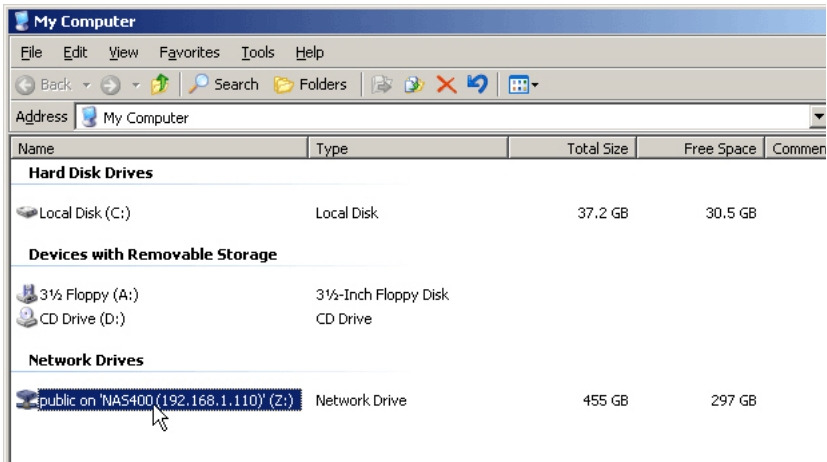 My Computer
File Edit View Favorites Tools Help
Back Search Folders
Address My Computer
Name Type Total Size Free Space Commen
Hard Disk Drives
Local Disk (C:) Local Disk 37.2 GB 30.5 GB
Devices with Removable Storage
3½ Floppy (A:) 3½-Inch Floppy Disk
CD Drive (D:) CD Drive
Network Drives
public on 'NAS400(192.168.1.110)' (Z:) Network Drive 455 GB 297 GB